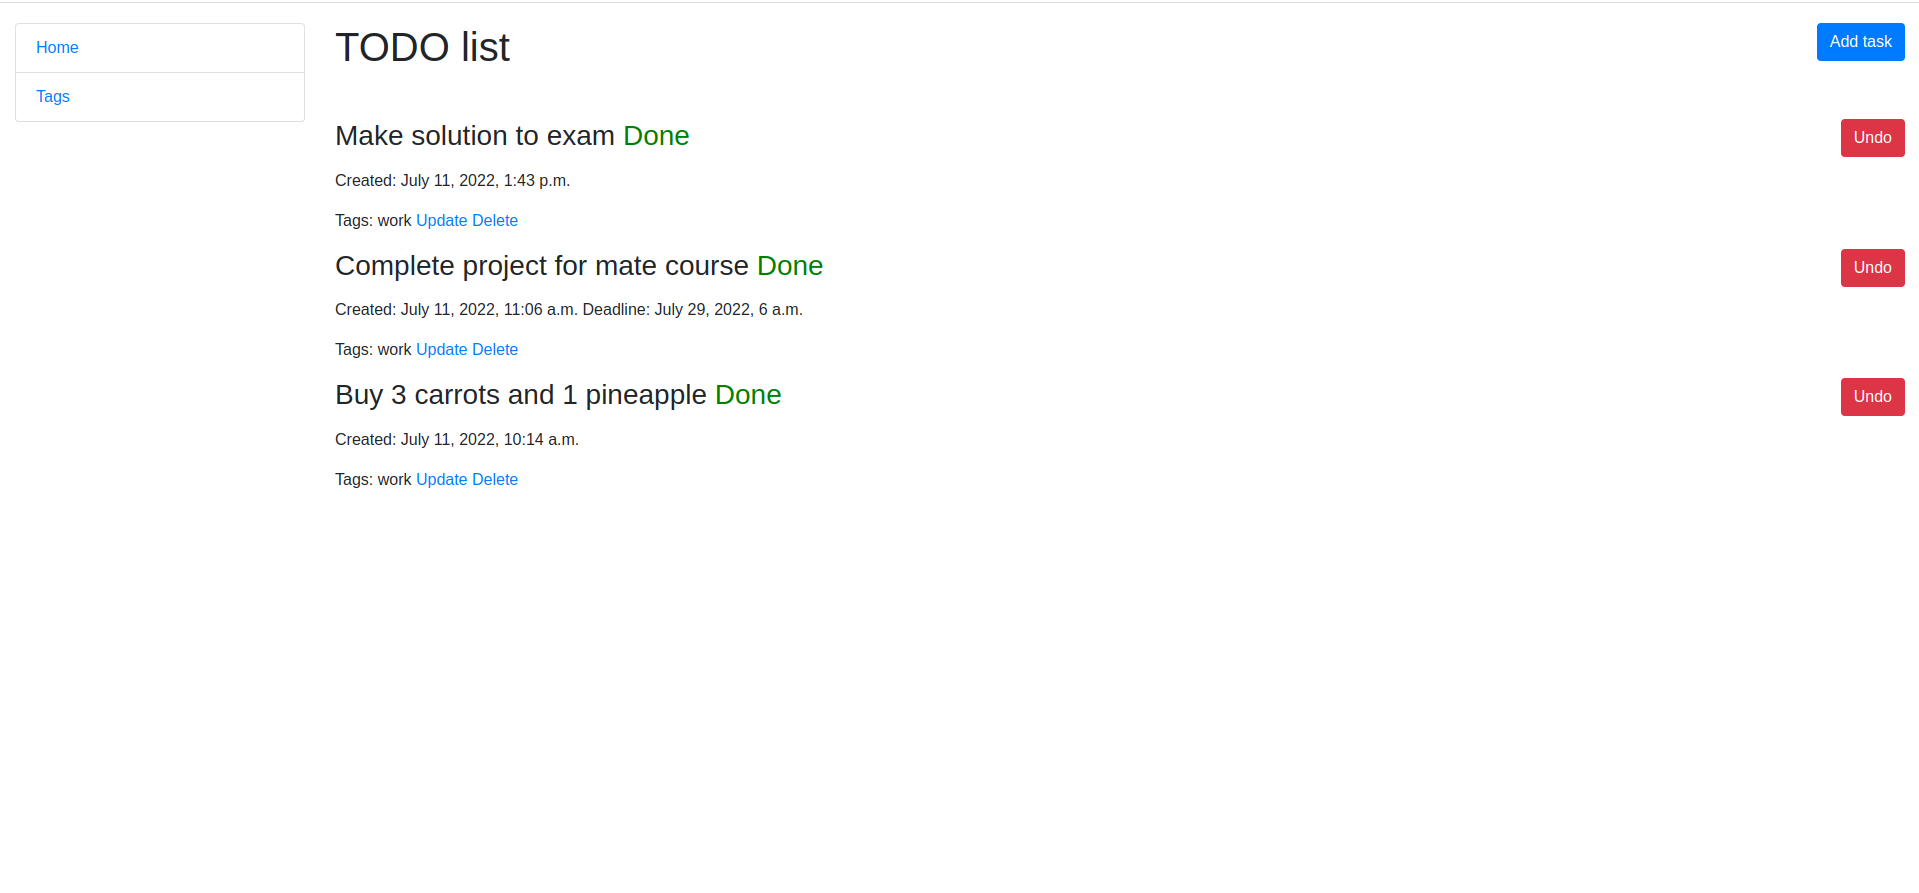 Home
Tags
TODO list
Add task
Make solution to exam Done
Undo
Created: July 11, 2022, 1:43 p.m.
Tags: work Update Delete
Complete project for mate course Done
Undo
Created: July 11, 2022, 11:06 a.m. Deadline: July 29, 2022, 6 a.m.
Tags: work Update Delete
Buy 3 carrots and 1 pineapple Done
Undo
Created: July 11, 2022, 10:14 a.m.
Tags: work Update Delete